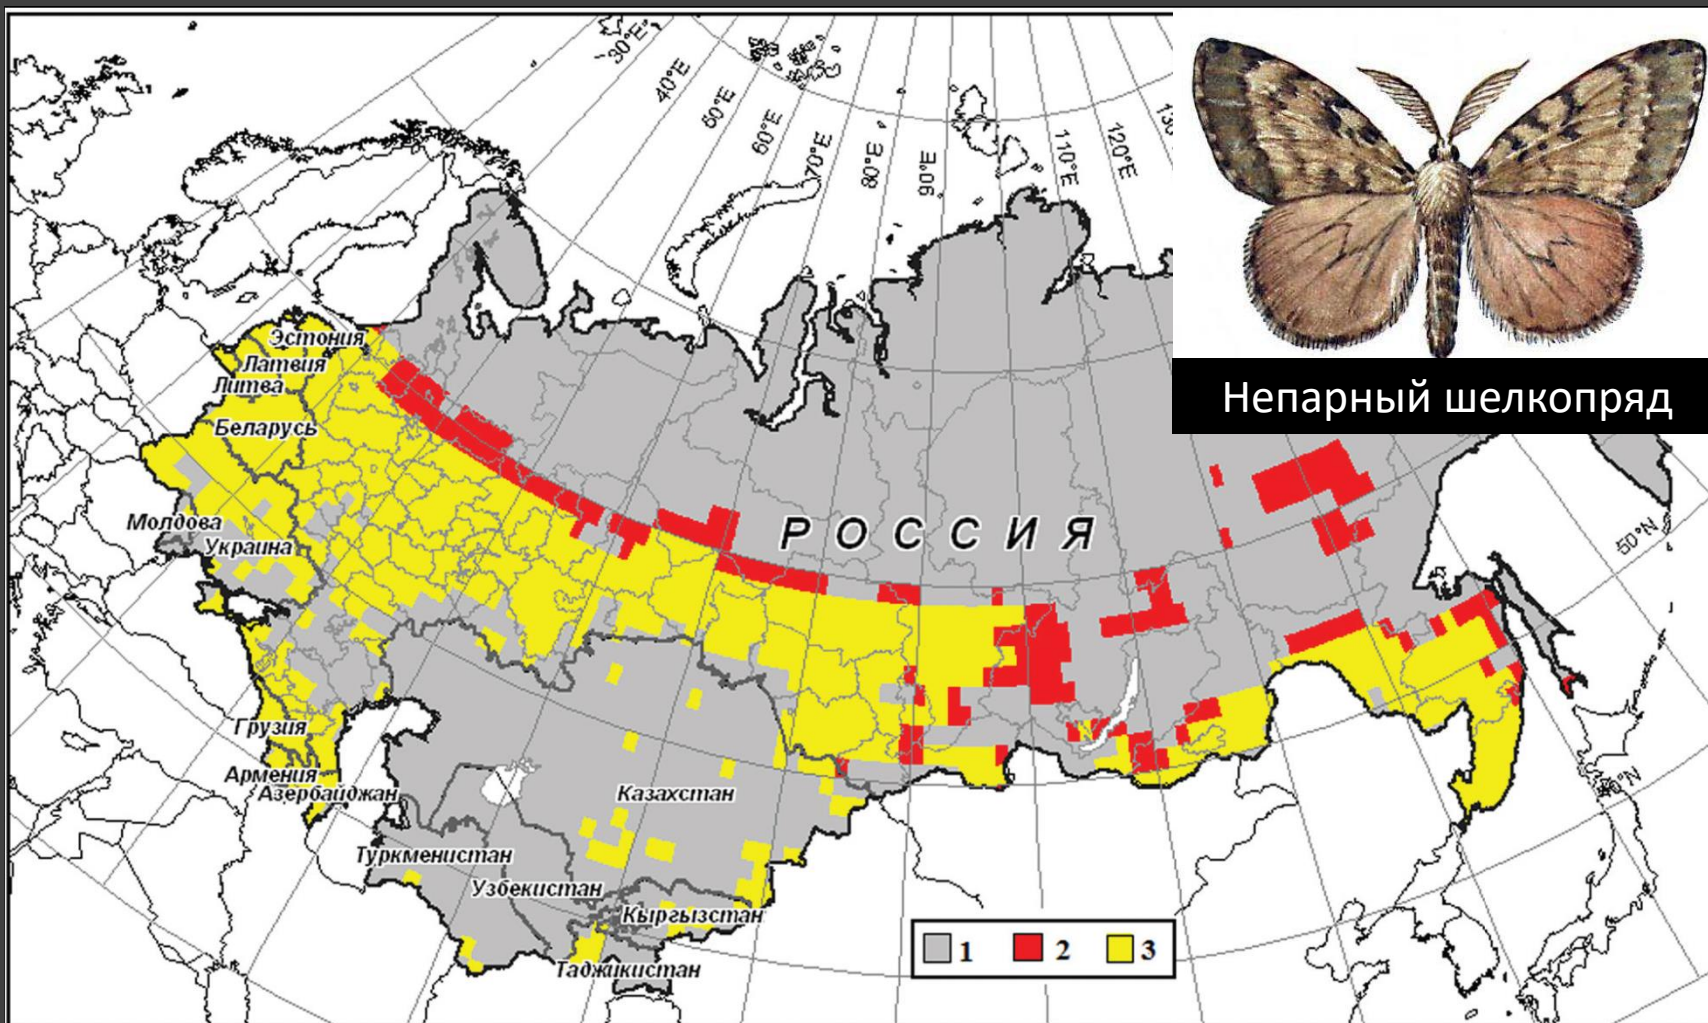 30°E
40°E
50°E
60°E
70°E
80°E
90°E
110°E
120°E
Непарный шелкопряд
Эстония
Латвия
Литва
Беларусь
Молдова
Украина
РОССИЯ
50°N
Грузия
Армения
Азербайджан
Казахстан
Туркменистан
Узбекистан
Кыргызстан
Таджикистан
1 2 3